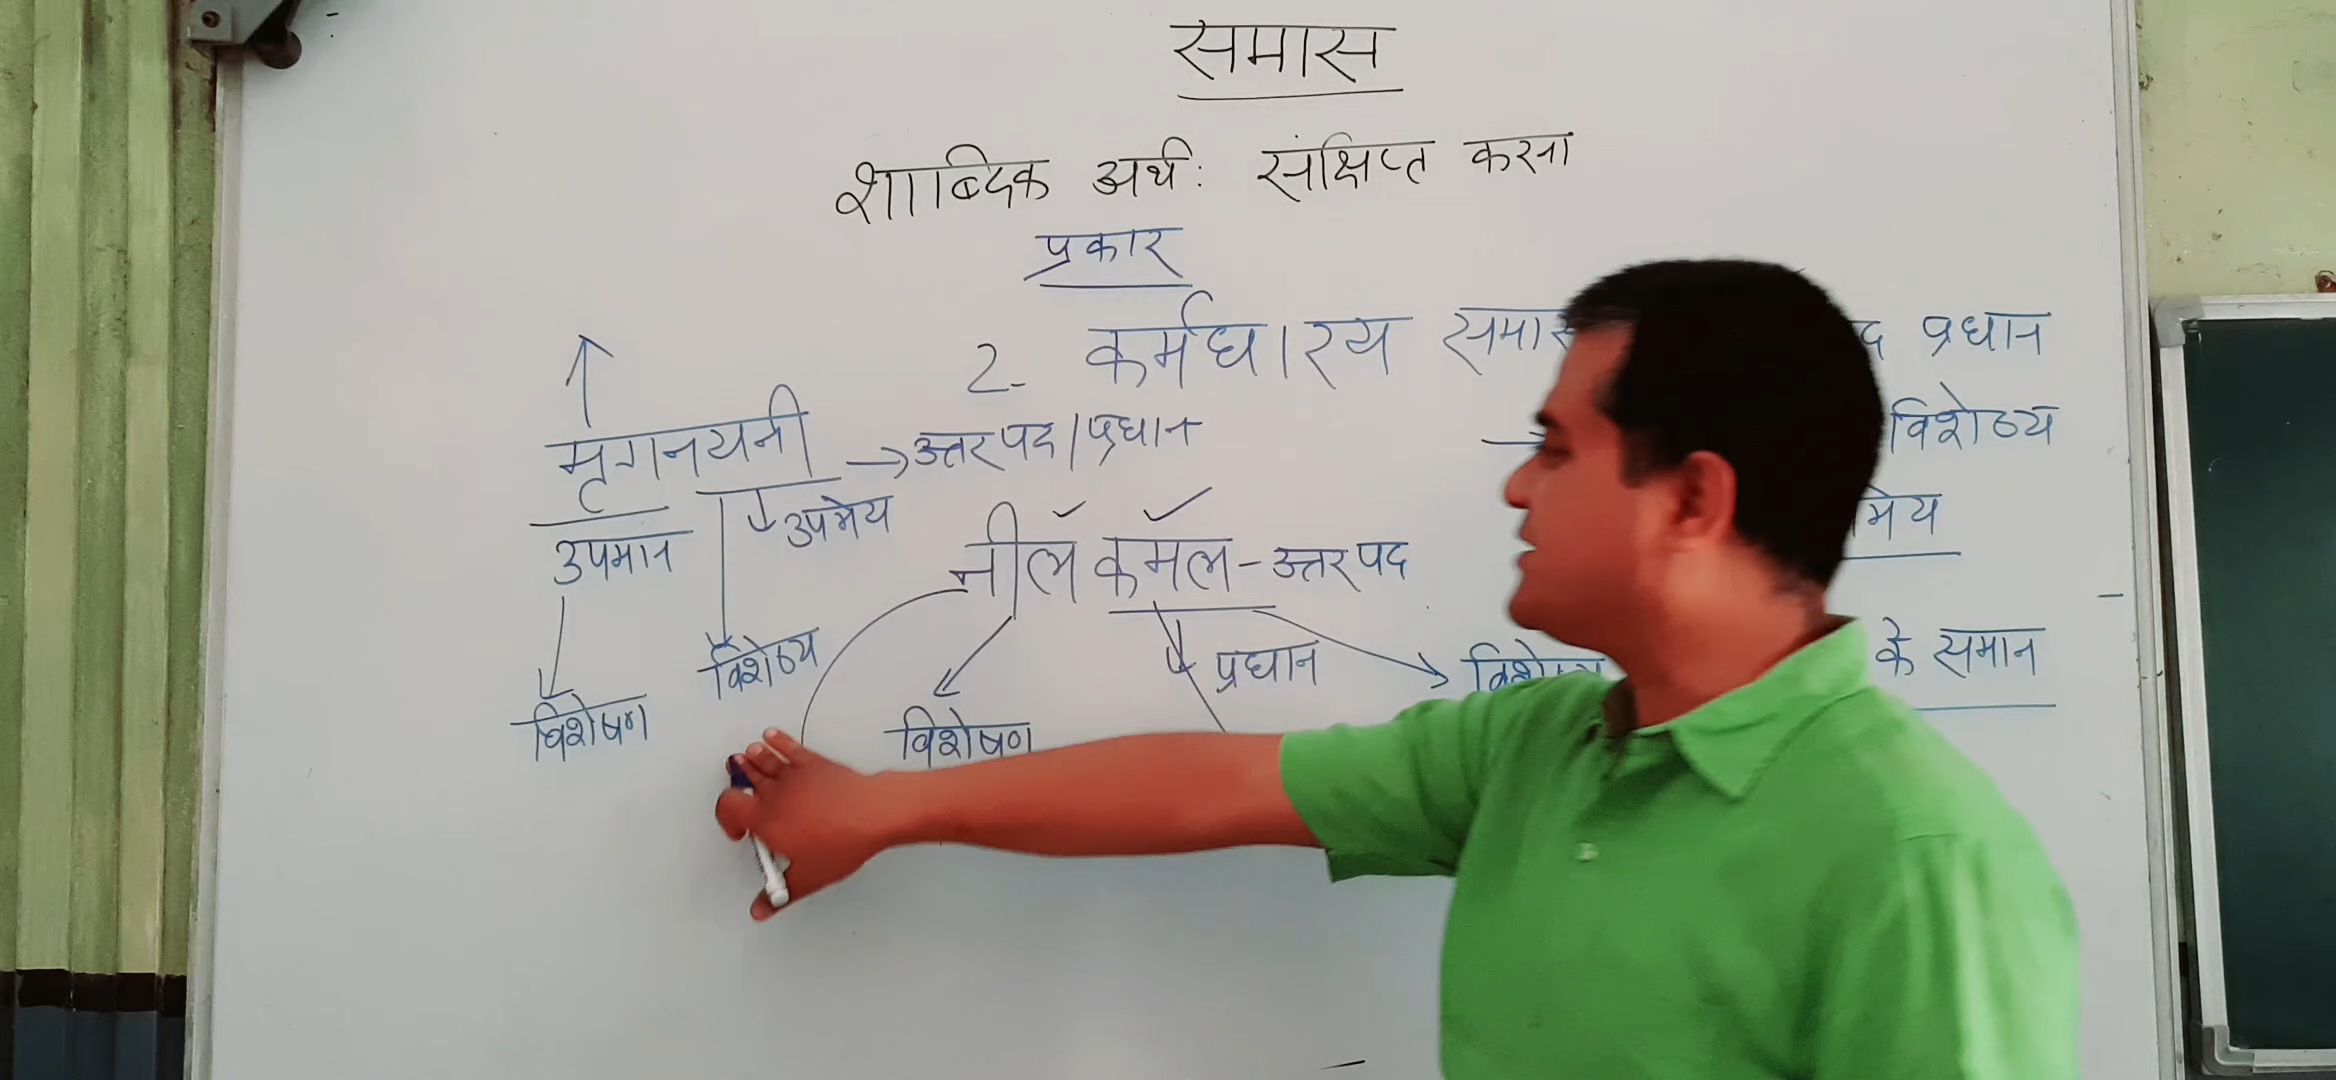 समास
शाब्दिक अर्थ: संक्षिप्त करना
प्रकार
2- कर्मधारय समास प्रधान
मृगनयनी → उत्तरपद/प्रधान → विशेष्य
उपमान उपमेय
नील कमल - उत्तरपद
विशेष्य प्रधान के समान
विशेषण विशेषण